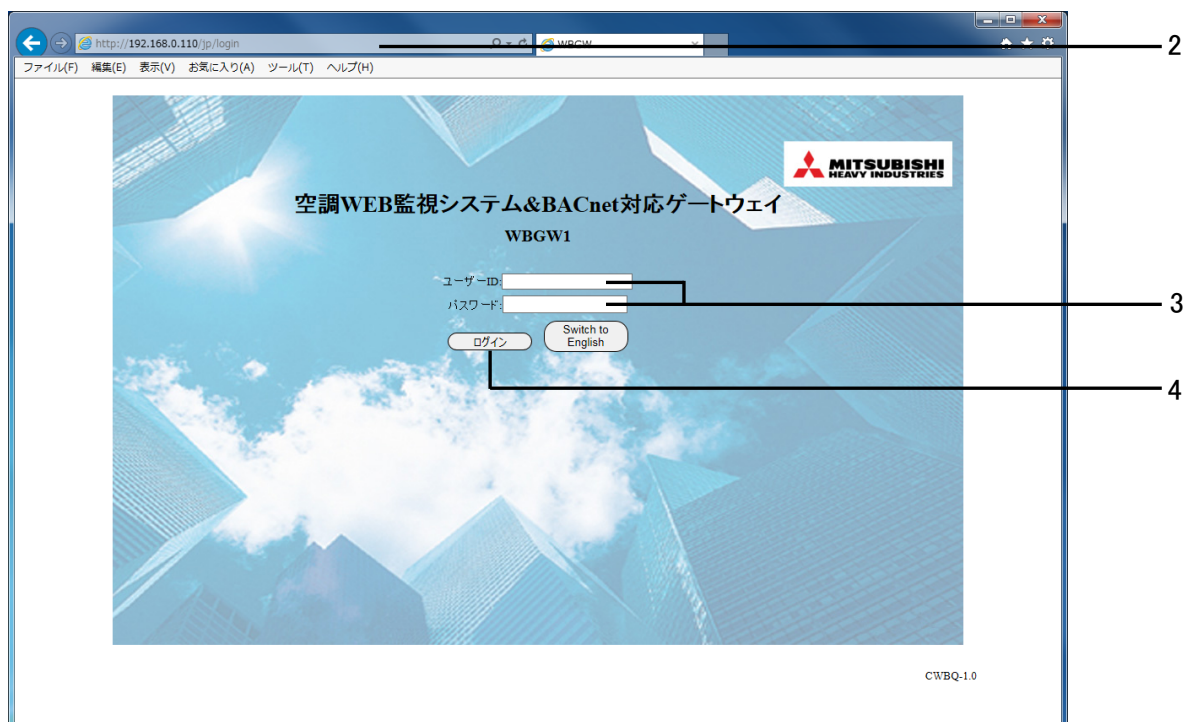 http://192.168.0.110/jp/login
WBGW
2
ファイル(F) 編集(E) 表示(V) お気に入り(A) ツール(T) ヘルプ(H)
MITSUBISHI
HEAVY INDUSTRIES
空調WEB監視システム&BACnet対応ゲートウェイ
WBGW1
ユーザーID:
パスワード:
3
ログイン
Switch to
English
4
CWBQ-1.0